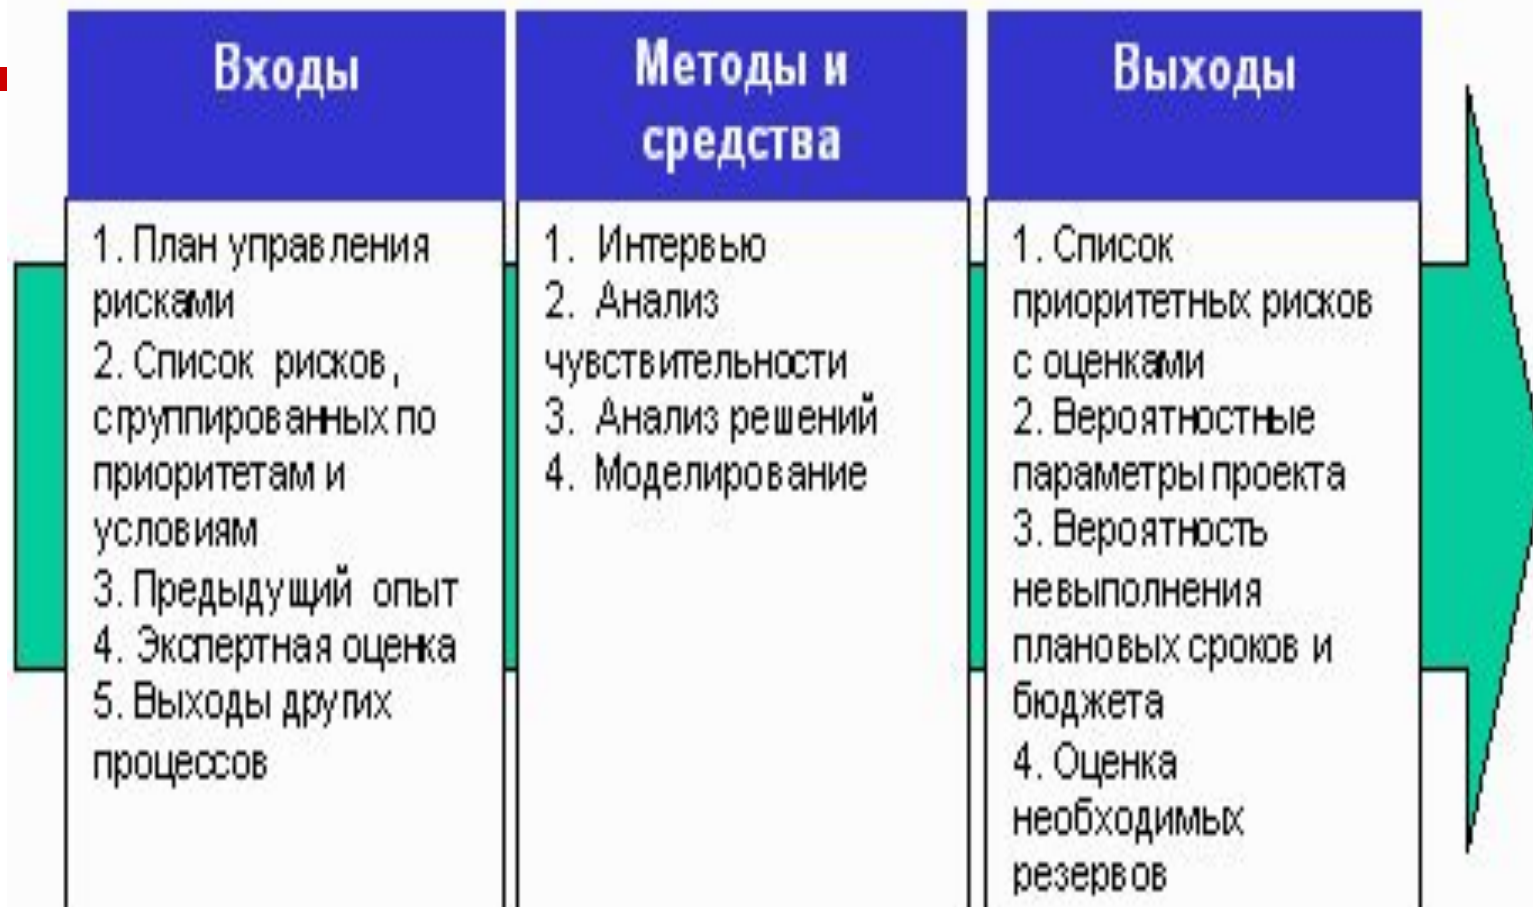 Входы
1. План управления
рисками
2. Список рисков,
сгруппированных по
приоритетам и
условиям
3. Предыдущий опыт
4. Экспертная оценка
5. Выходы других
процессов
Методы и
средства
1. Интервью
2. Анализ
чувствительности
3. Анализ решений
4. Моделирование
Выходы
1. Список
приоритетных рисков
с оценками
2. Вероятностные
параметры проекта
3. Вероятность
невыполнения
плановых сроков и
бюджета
4. Оценка
необходимых
резервов